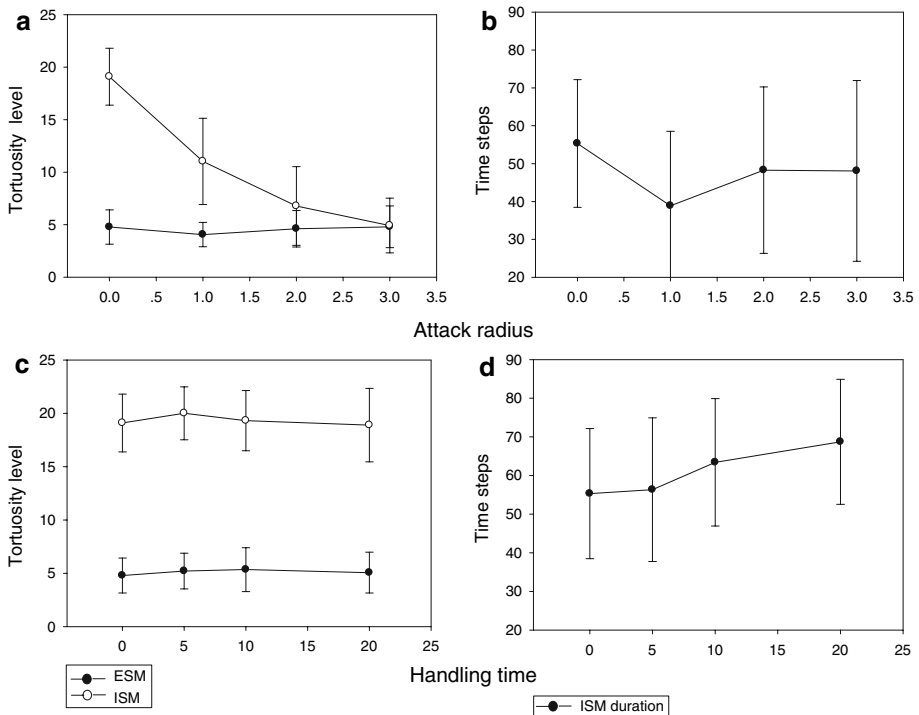 a
b
25
20
15
10
5
0
Tortuosity level
0.0 .5 1.0 1.5 2.0 2.5 3.0 3.5
90
80
70
60
50
40
30
20
Time steps
0.0 .5 1.0 1.5 2.0 2.5 3.0 3.5
Attack radius
c
d
25
20
15
10
5
0
Tortuosity level
0 5 10 15 20 25
90
80
70
60
50
40
30
20
Time steps
0 5 10 15 20 25
Handling time
ESM
ISM
ISM duration